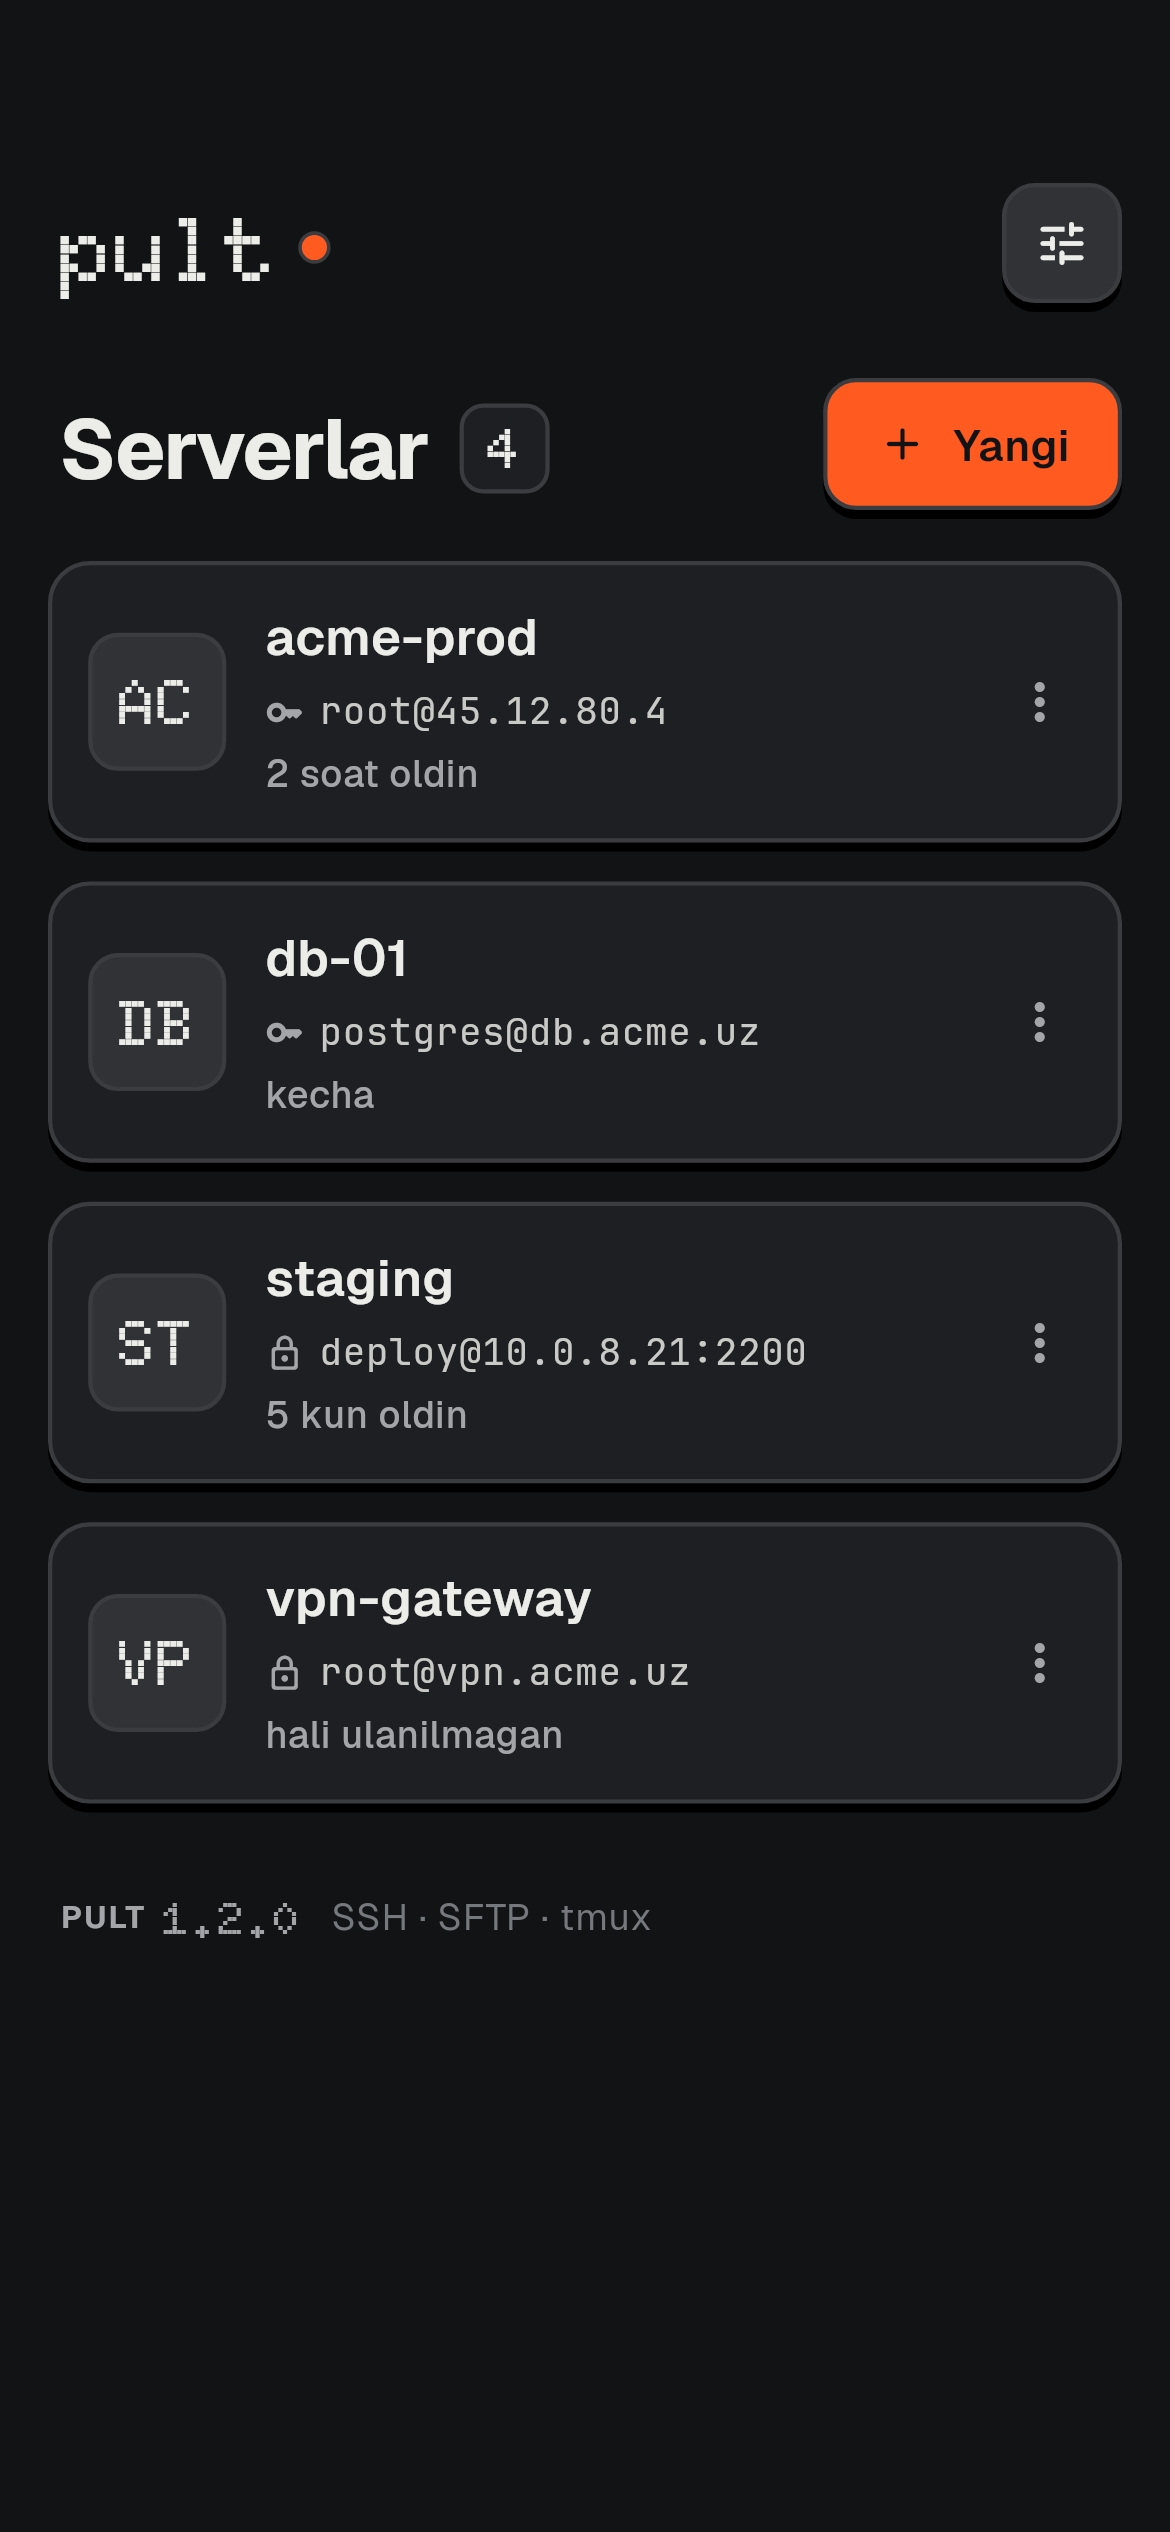 pult
Serverlar 4
+ Yangi
AC
acme-prod
root@45.12.80.4
2 soat oldin
DB
db-01
postgres@db.acme.uz
kecha
ST
staging
deploy@10.0.8.21:2200
5 kun oldin
VP
vpn-gateway
root@vpn.acme.uz
hali ulanilmagan
PULT 1.2.0 SSH · SFTP · tmux